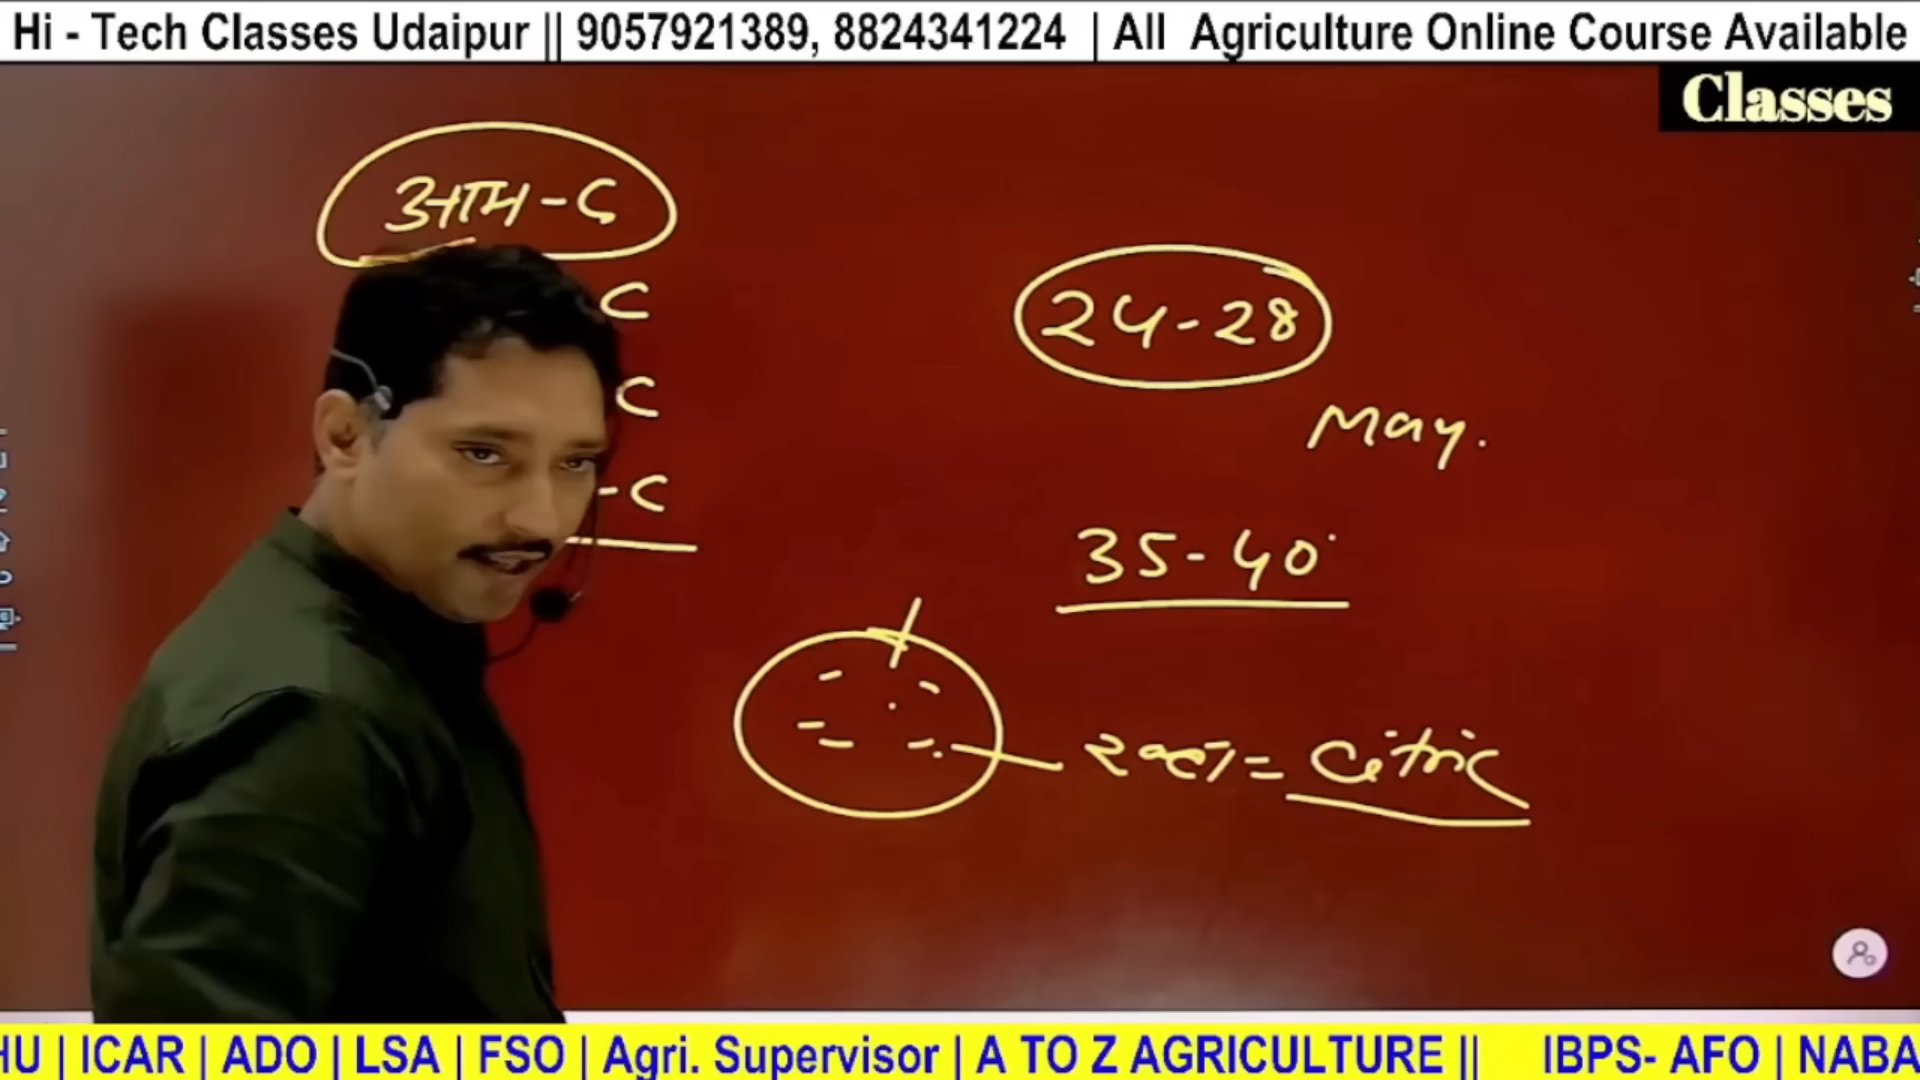 Hi - Tech Classes Udaipur || 9057921389, 8824341224 | All Agriculture Online Course Available
Classes
आम-C
C
24-28
C
May.
-C
35-40
= Citric
HU | ICAR | ADO | LSA | FSO | Agri. Supervisor | A TO Z AGRICULTURE || IBPS- AFO | NABA